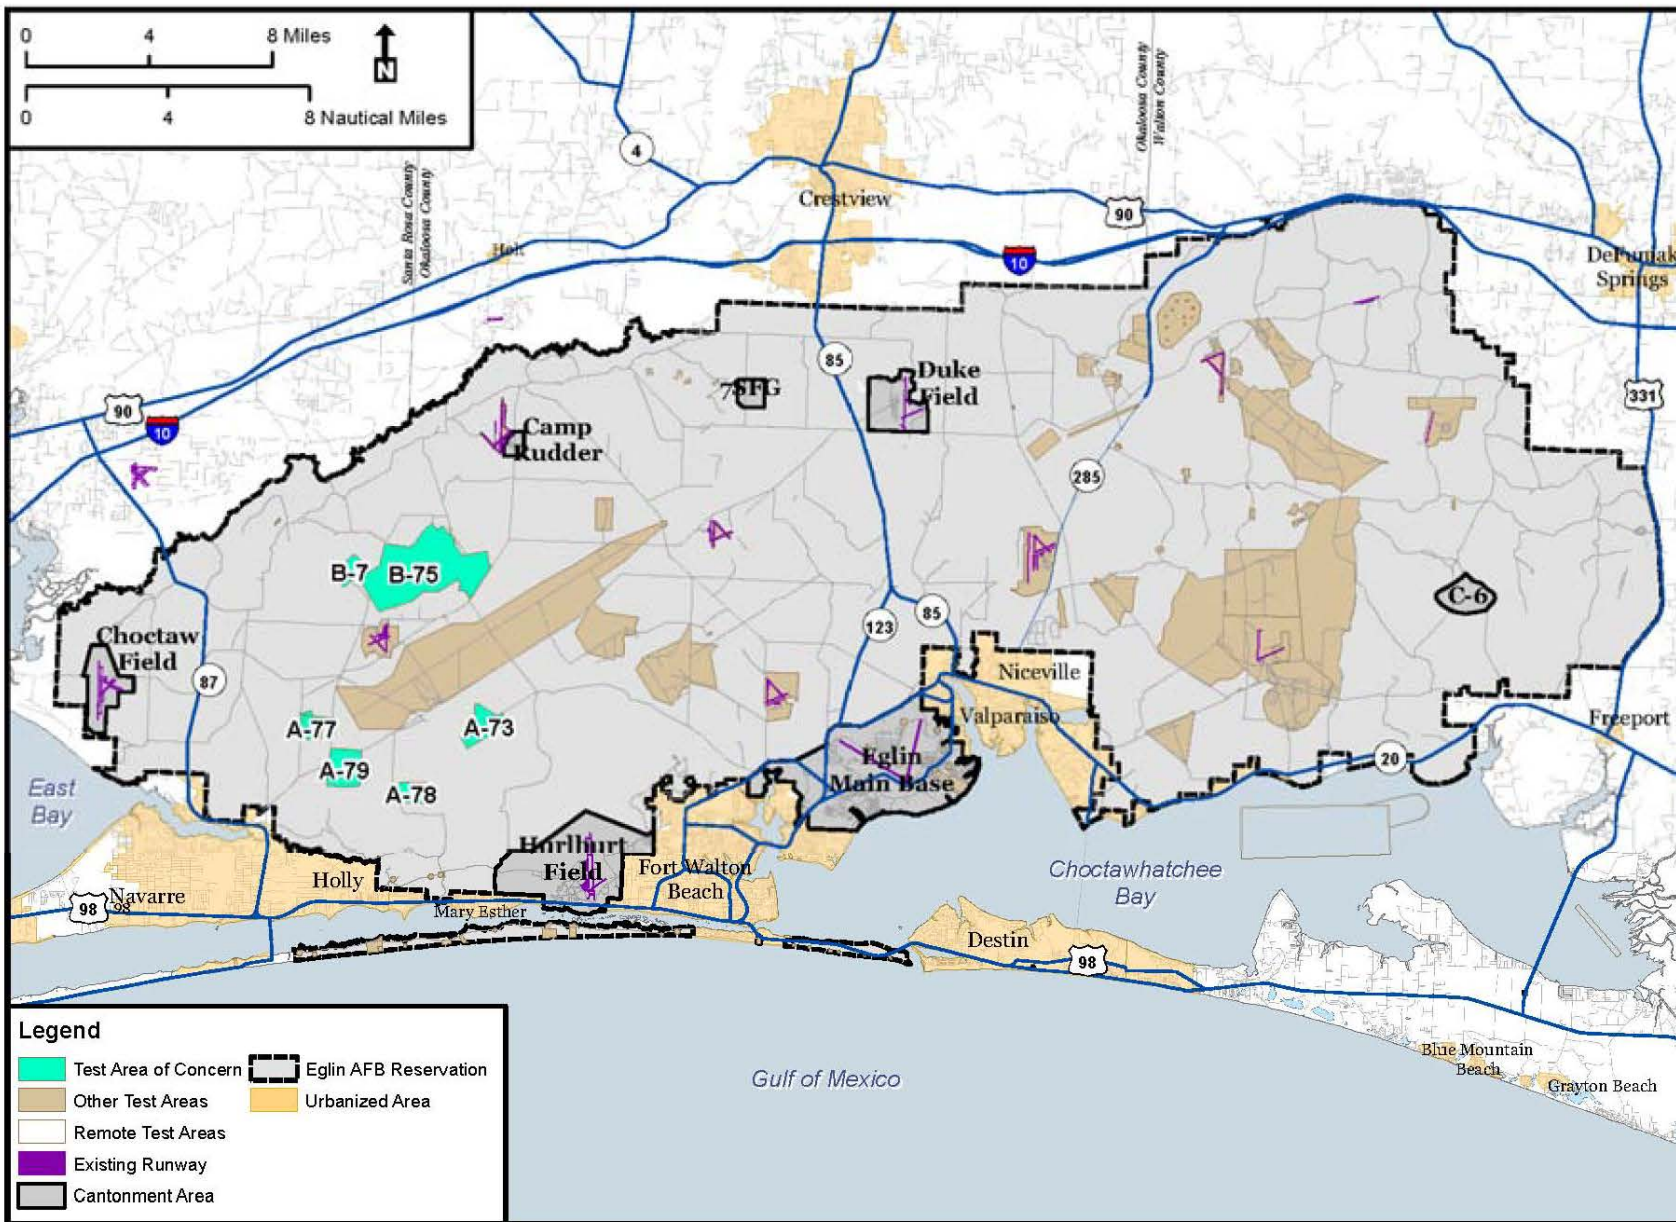 0 4 8 Miles
N
0 4 8 Nautical Miles
Okaloosa County
Walton County
Santa Rosa County
Okaloosa County
4
Crestview
90
Holt
10
DeFuniak
Springs
85
Duke
Field
7SFG
331
90
10
Camp
Rudder
285
B-7
B-75
C-6
85
123
Choctaw
Field
87
Niceville
Valparaiso
Freeport
A-77
A-73
A-79
A-78
Eglin
Main Base
20
East
Bay
Hurlburt
Field
Fort Walton
Beach
Choctawhatchee
Bay
Holly
Navarre
98
98
Mary Esther
Destin
98
Blue Mountain
Beach
Grayton Beach
Gulf of Mexico
Legend
Test Area of Concern
Eglin AFB Reservation
Other Test Areas
Urbanized Area
Remote Test Areas
Existing Runway
Cantonment Area